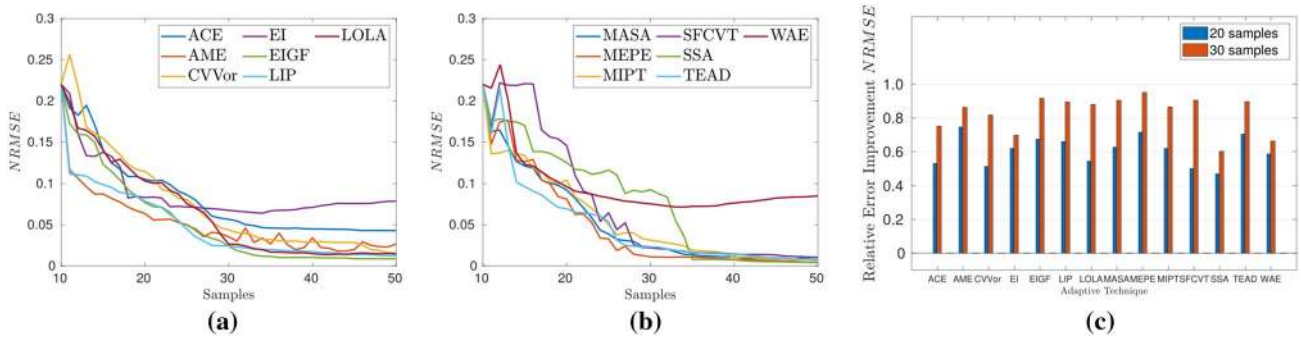 ACE EI LOLA
AME EIGF
CVVor LIP
NRMSE
0.3
0.25
0.2
0.15
0.1
0.05
0
10 20 30 40 50
Samples
(a)
MASA SFCVT WAE
MEPE SSA
MIPT TEAD
NRMSE
0.3
0.25
0.2
0.15
0.1
0.05
0
10 20 30 40 50
Samples
(b)
20 samples
30 samples
Relative Error Improvement NRMSE
1.0
0.8
0.6
0.4
0.2
0
ACE AME CVVor EI EIGF LIP LOLA MASA MEPE MIPT SFCVT SSA TEAD WAE
Adaptive Technique
(c)